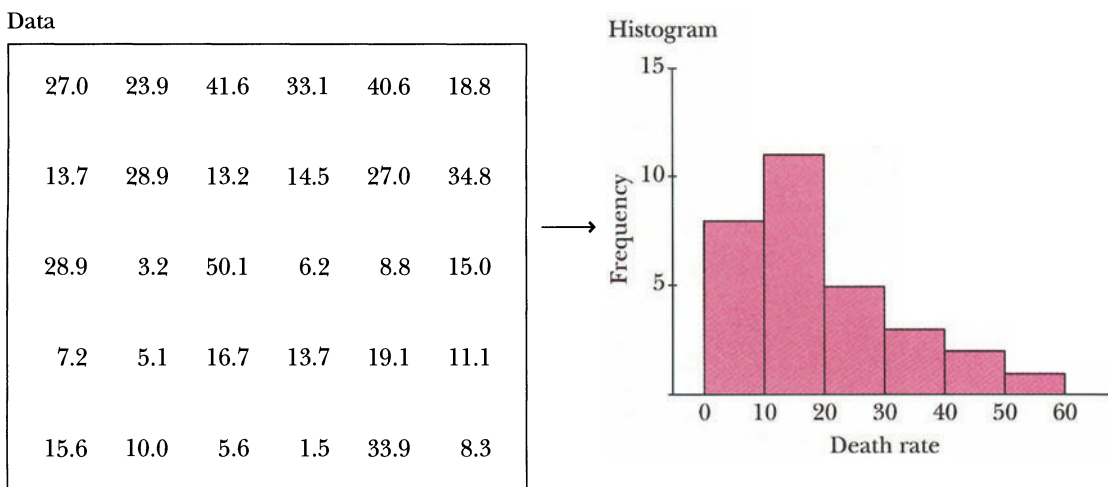 Data
27.0 23.9 41.6 33.1 40.6 18.8
13.7 28.9 13.2 14.5 27.0 34.8
28.9 3.2 50.1 6.2 8.8 15.0
7.2 5.1 16.7 13.7 19.1 11.1
15.6 10.0 5.6 1.5 33.9 8.3
Histogram
15
10
5
Frequency
0 10 20 30 40 50 60
Death rate